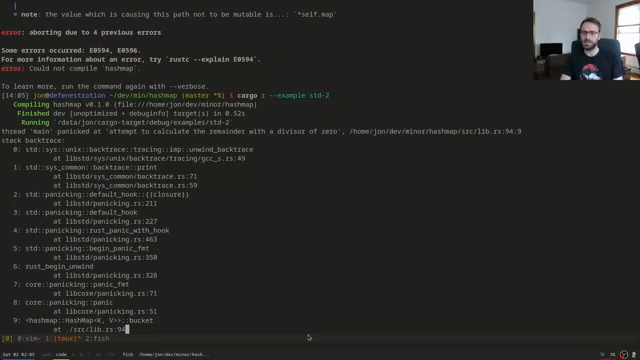 |
= note: the value which is causing this path not to be mutable is...: `*self.map`
error: aborting due to 4 previous errors
Some errors occurred: E0594, E0596.
For more information about an error, try `rustc --explain E0594`.
error: Could not compile `hashmap`.
To learn more, run the command again with --verbose.
[14:05] jon@defenestration ~/dev/min/hashmap (master *%) $ cargo r --example std-2
Compiling hashmap v0.1.0 (file:///home/jon/dev/minor/hashmap)
Finished dev [unoptimized + debuginfo] target(s) in 0.52s
Running `/data/jon/cargo-target/debug/examples/std-2`
thread 'main' panicked at 'attempt to calculate the remainder with a divisor of zero', /home/jon/dev/minor/hashmap/src/lib.rs:94:9
stack backtrace:
0: std::sys::unix::backtrace::tracing::imp::unwind_backtrace
at libstd/sys/unix/backtrace/tracing/gcc_s.rs:49
1: std::sys_common::backtrace::print
at libstd/sys_common/backtrace.rs:71
at libstd/sys_common/backtrace.rs:59
2: std::panicking::default_hook::{{closure}}
at libstd/panicking.rs:211
3: std::panicking::default_hook
at libstd/panicking.rs:227
4: std::panicking::rust_panic_with_hook
at libstd/panicking.rs:463
5: std::panicking::begin_panic_fmt
at libstd/panicking.rs:350
6: rust_begin_unwind
at libstd/panicking.rs:328
7: core::panicking::panic_fmt
at libcore/panicking.rs:71
8: core::panicking::panic
at libcore/panicking.rs:51
9: <hashmap::HashMap<K, V>>::bucket
at ./src/lib.rs:94
[0] 0:vim- 1:[tmux]* 2:fish
Sat 02 02:05 code fish /home/jon/dev/minor/hash...